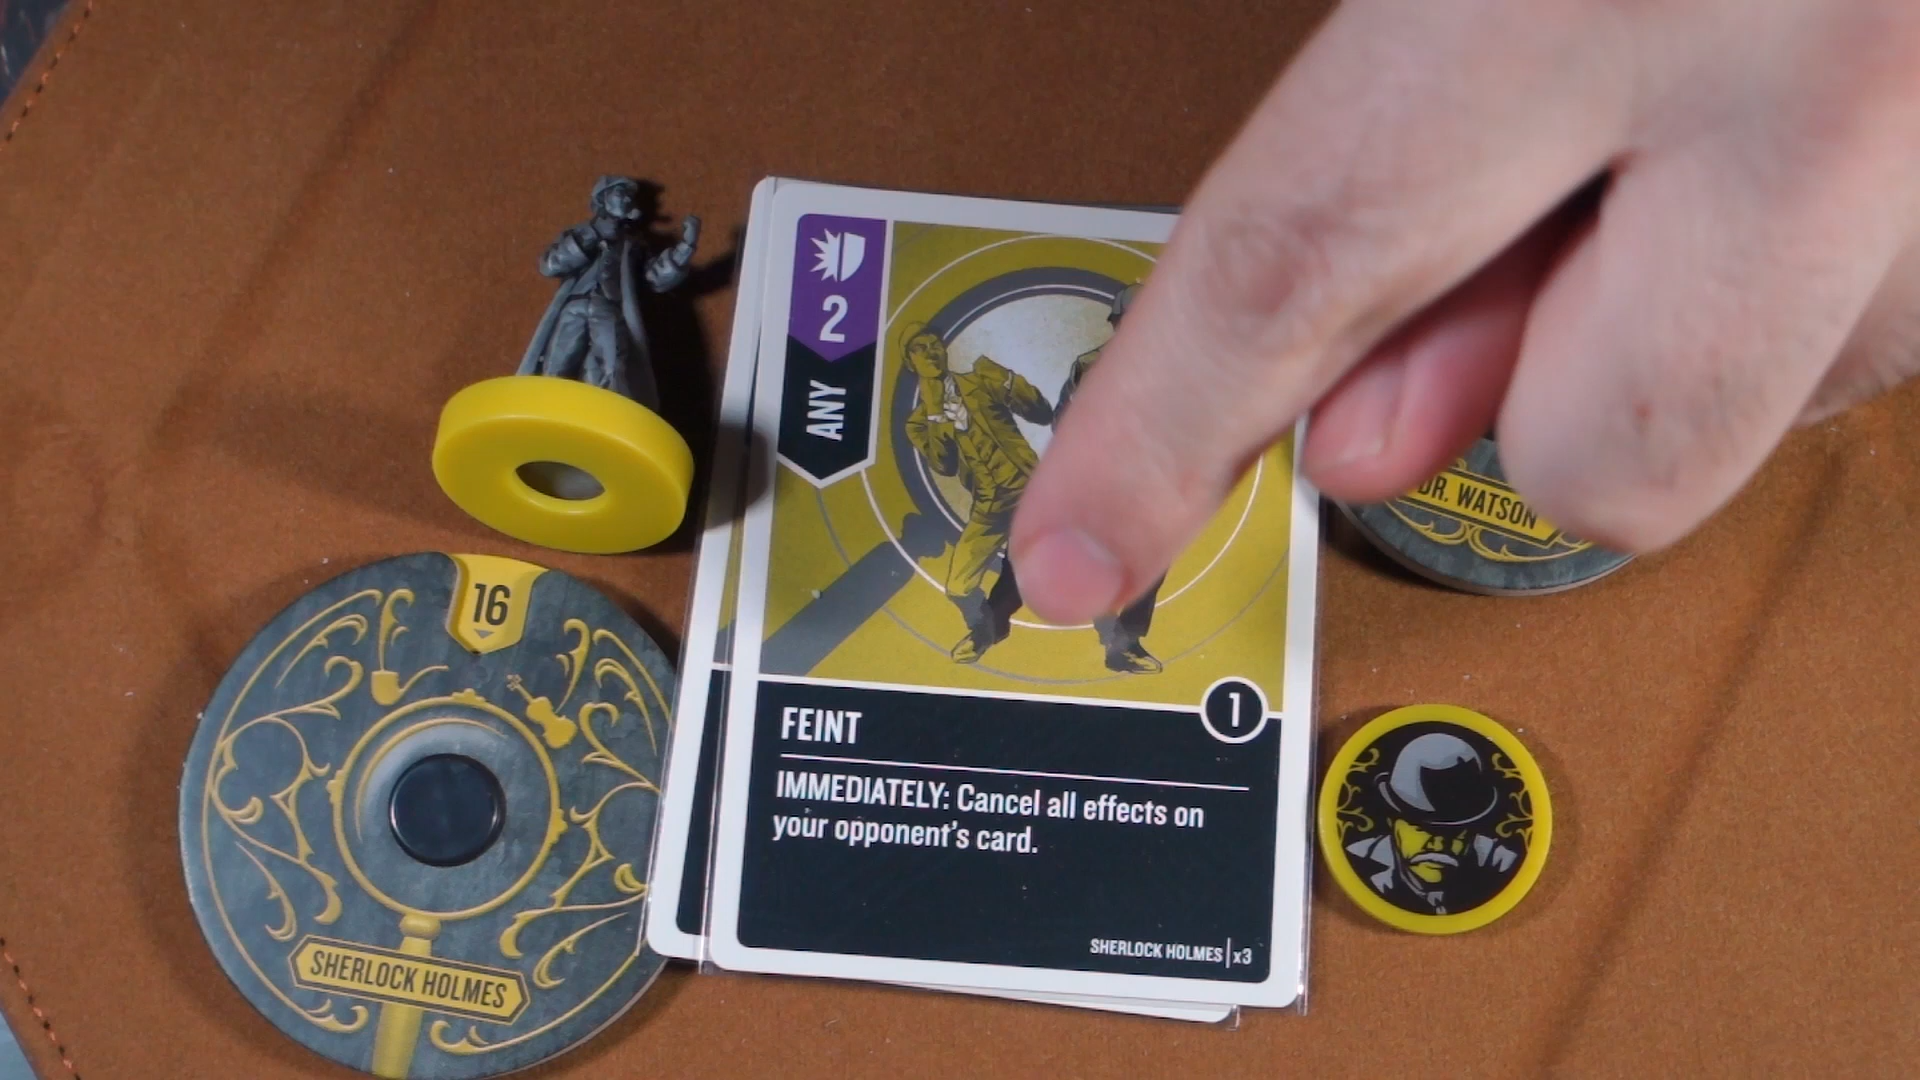 2
ANY
DR. WATSON
16
1
FEINT
IMMEDIATELY: Cancel all effects on
your opponent's card.
SHERLOCK HOLMES | x3
SHERLOCK HOLMES